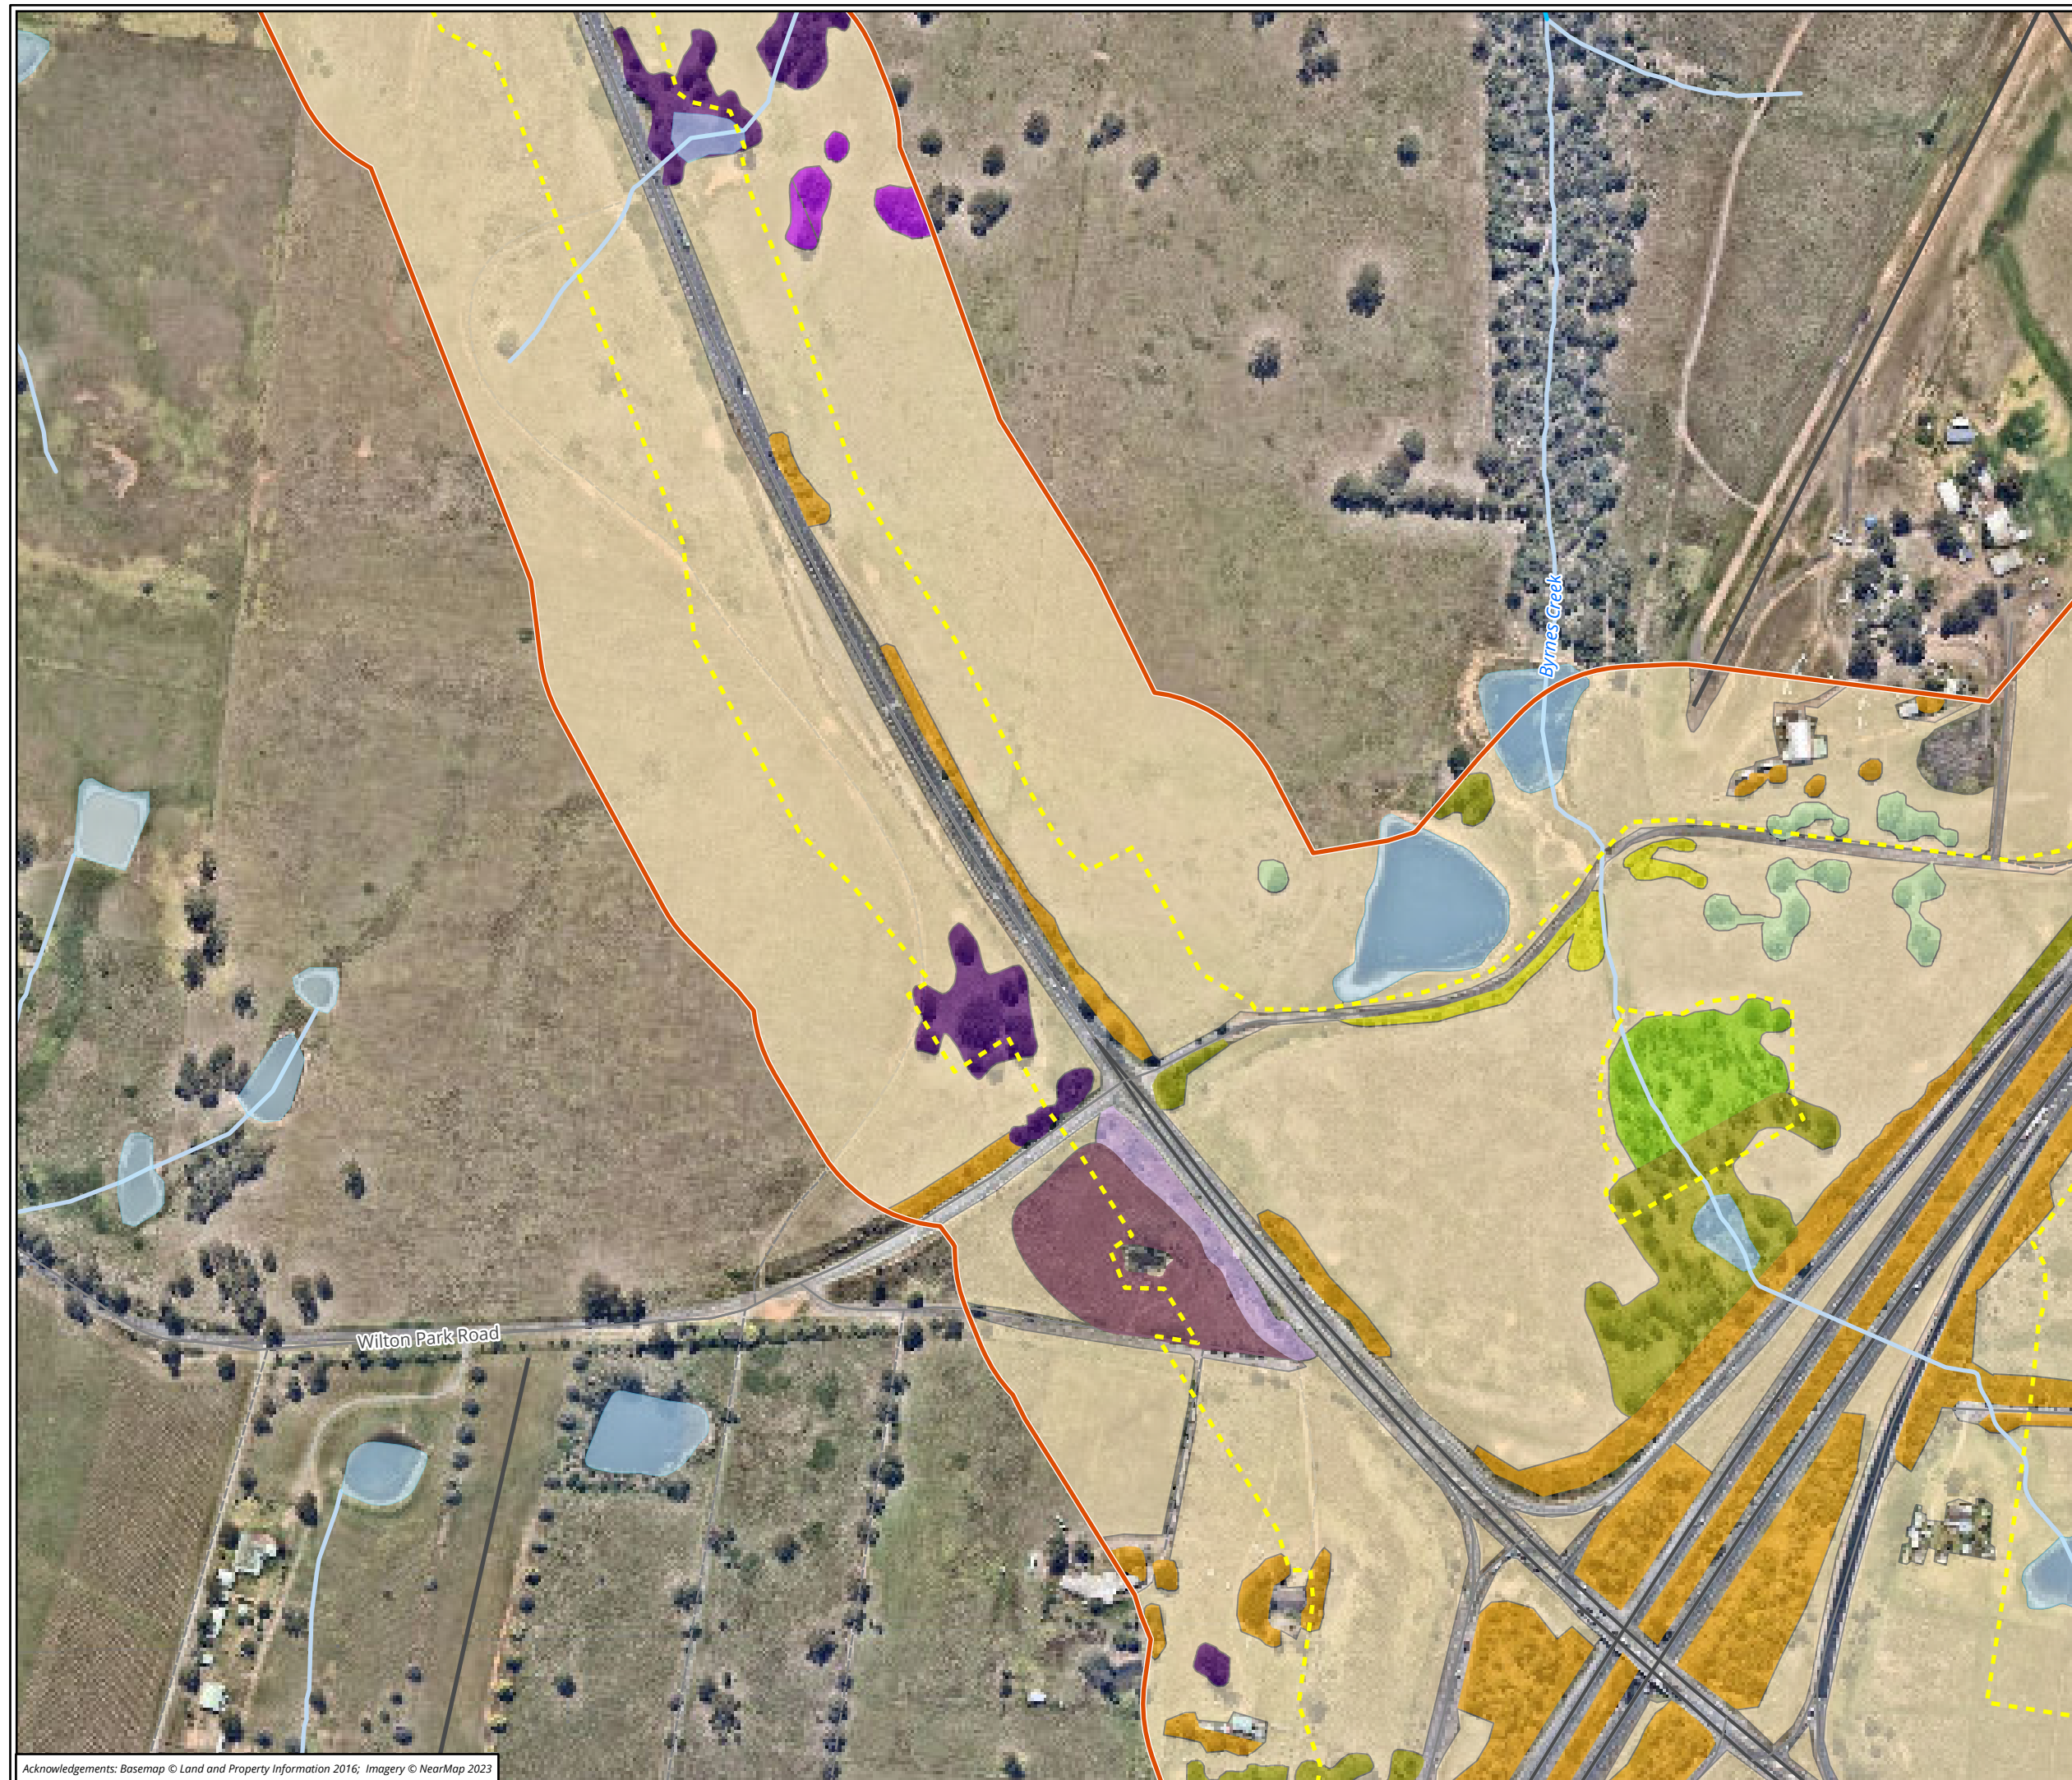 Byrnes Creek
Wilton Park Road
Acknowledgements: Basemap © Land and Property Information 2016; Imagery © NearMap 2023